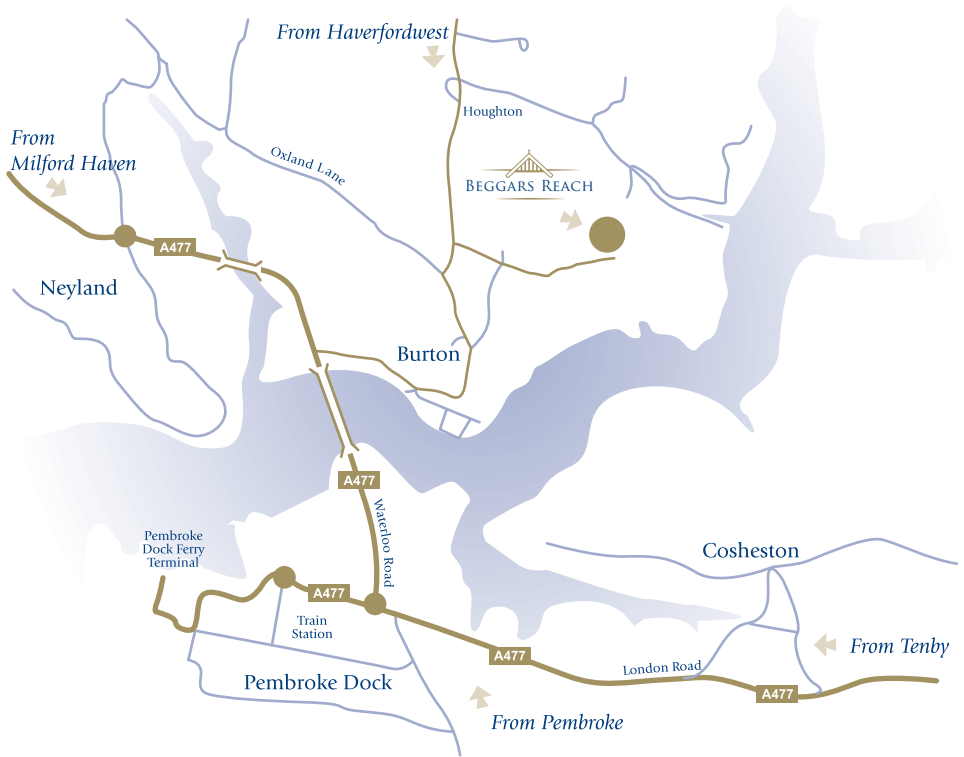 From Haverfordwest
Houghton
From
Milford Haven
Oxland Lane
BEGGARS REACH
A477
Neyland
Burton
A477
Waterloo Road
Pembroke
Dock Ferry
Terminal
Cosheston
A477
Train
Station
From Tenby
A477
London Road
Pembroke Dock
A477
From Pembroke